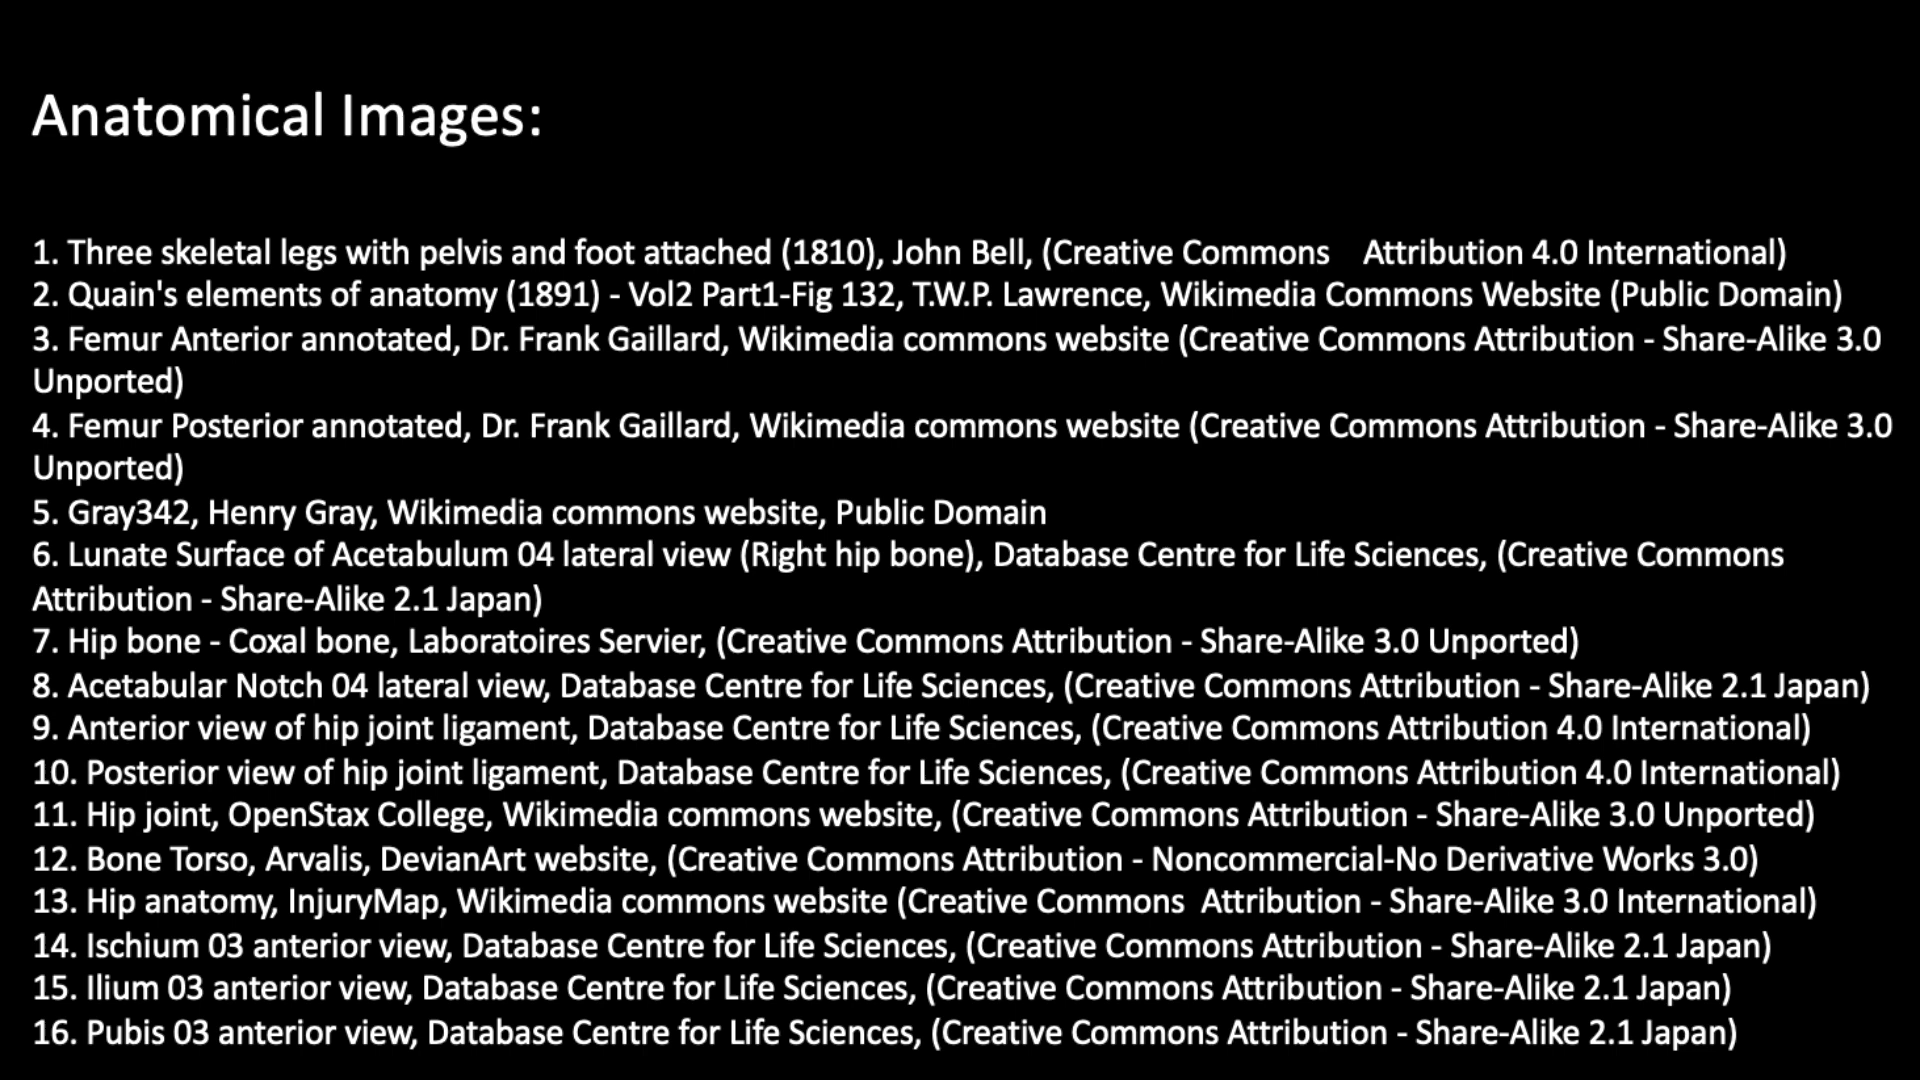 Anatomical Images:
1. Three skeletal legs with pelvis and foot attached (1810), John Bell, (Creative Commons    Attribution 4.0 International)
2. Quain's elements of anatomy (1891) - Vol2 Part1-Fig 132, T.W.P. Lawrence, Wikimedia Commons Website (Public Domain)
3. Femur Anterior annotated, Dr. Frank Gaillard, Wikimedia commons website (Creative Commons Attribution - Share-Alike 3.0
Unported)
4. Femur Posterior annotated, Dr. Frank Gaillard, Wikimedia commons website (Creative Commons Attribution - Share-Alike 3.0
Unported)
5. Gray342, Henry Gray, Wikimedia commons website, Public Domain
6. Lunate Surface of Acetabulum 04 lateral view (Right hip bone), Database Centre for Life Sciences, (Creative Commons
Attribution - Share-Alike 2.1 Japan)
7. Hip bone - Coxal bone, Laboratoires Servier, (Creative Commons Attribution - Share-Alike 3.0 Unported)
8. Acetabular Notch 04 lateral view, Database Centre for Life Sciences, (Creative Commons Attribution - Share-Alike 2.1 Japan)
9. Anterior view of hip joint ligament, Database Centre for Life Sciences, (Creative Commons Attribution 4.0 International)
10. Posterior view of hip joint ligament, Database Centre for Life Sciences, (Creative Commons Attribution 4.0 International)
11. Hip joint, OpenStax College, Wikimedia commons website, (Creative Commons Attribution - Share-Alike 3.0 Unported)
12. Bone Torso, Arvalis, DevianArt website, (Creative Commons Attribution - Noncommercial-No Derivative Works 3.0)
13. Hip anatomy, InjuryMap, Wikimedia commons website (Creative Commons  Attribution - Share-Alike 3.0 International)
14. Ischium 03 anterior view, Database Centre for Life Sciences, (Creative Commons Attribution - Share-Alike 2.1 Japan)
15. Ilium 03 anterior view, Database Centre for Life Sciences, (Creative Commons Attribution - Share-Alike 2.1 Japan)
16. Pubis 03 anterior view, Database Centre for Life Sciences, (Creative Commons Attribution - Share-Alike 2.1 Japan)